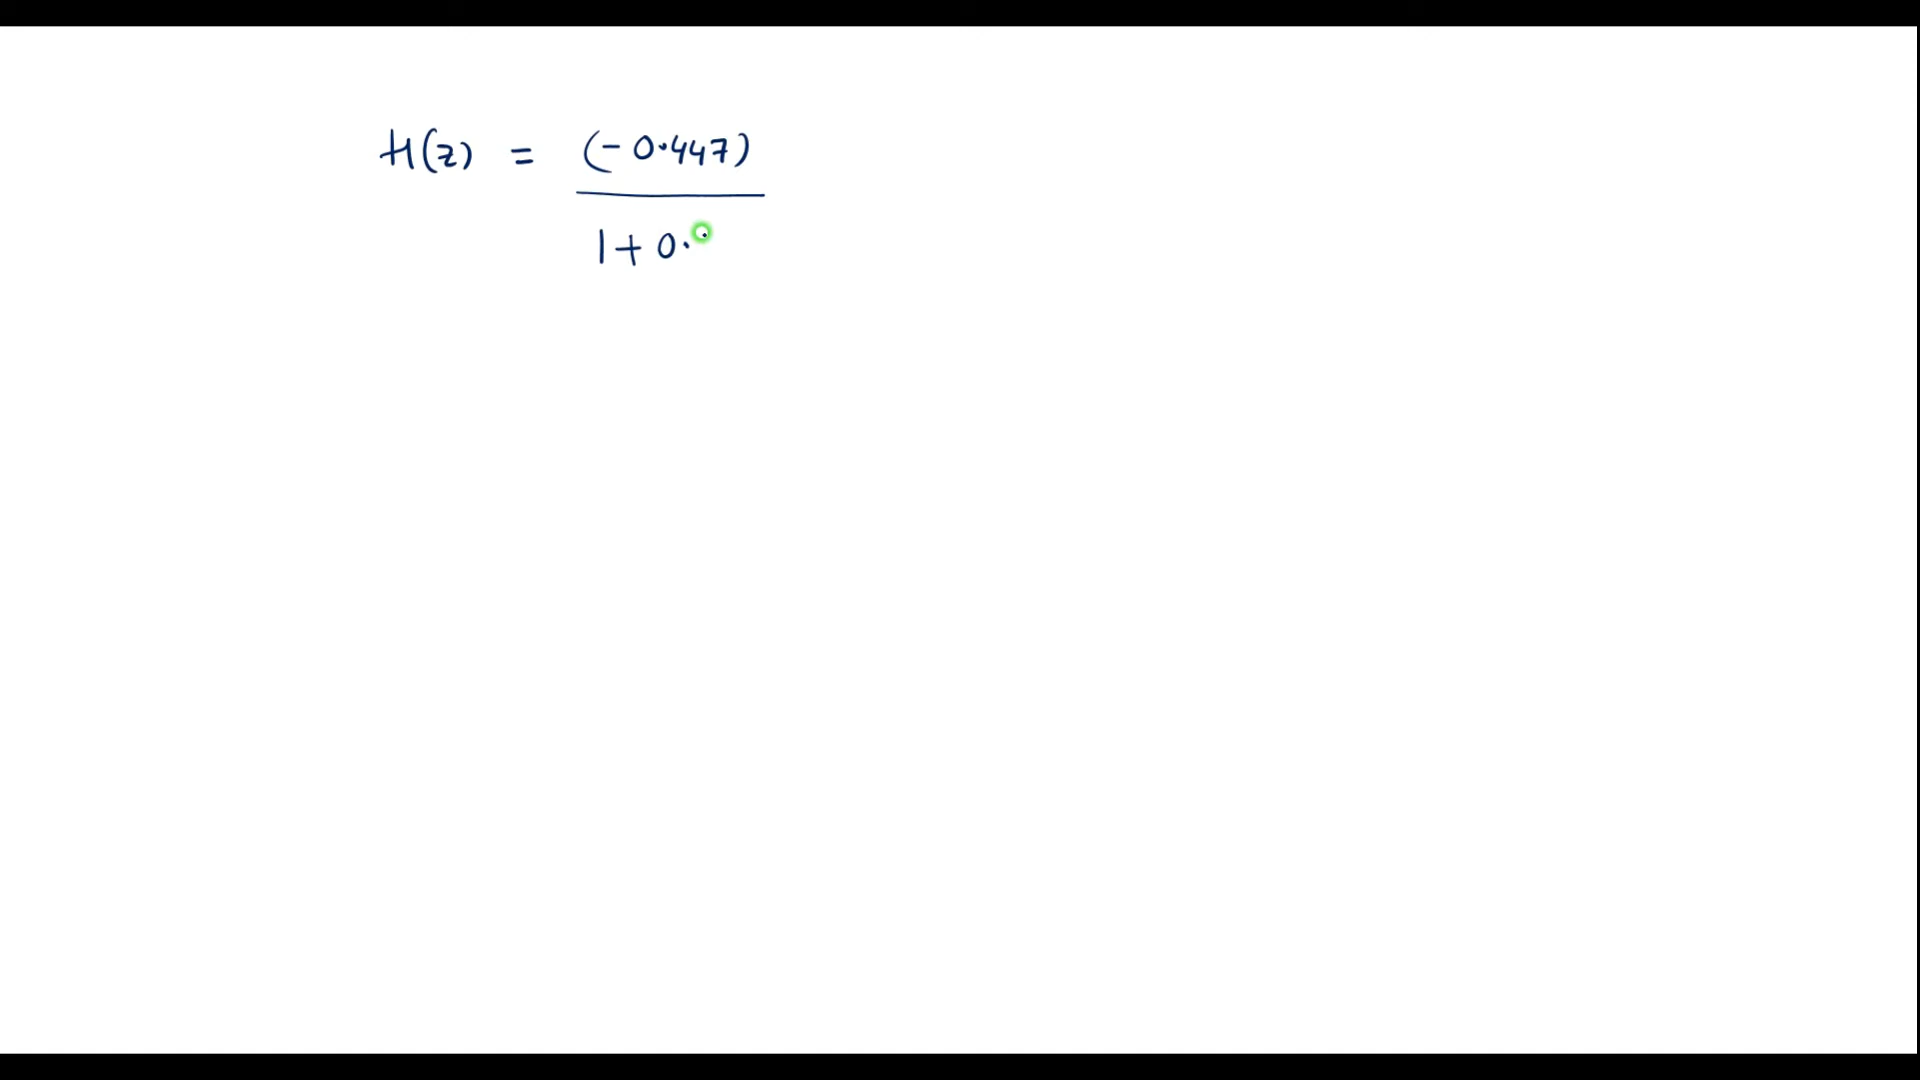 H(z) = (-0.447)
1+0.